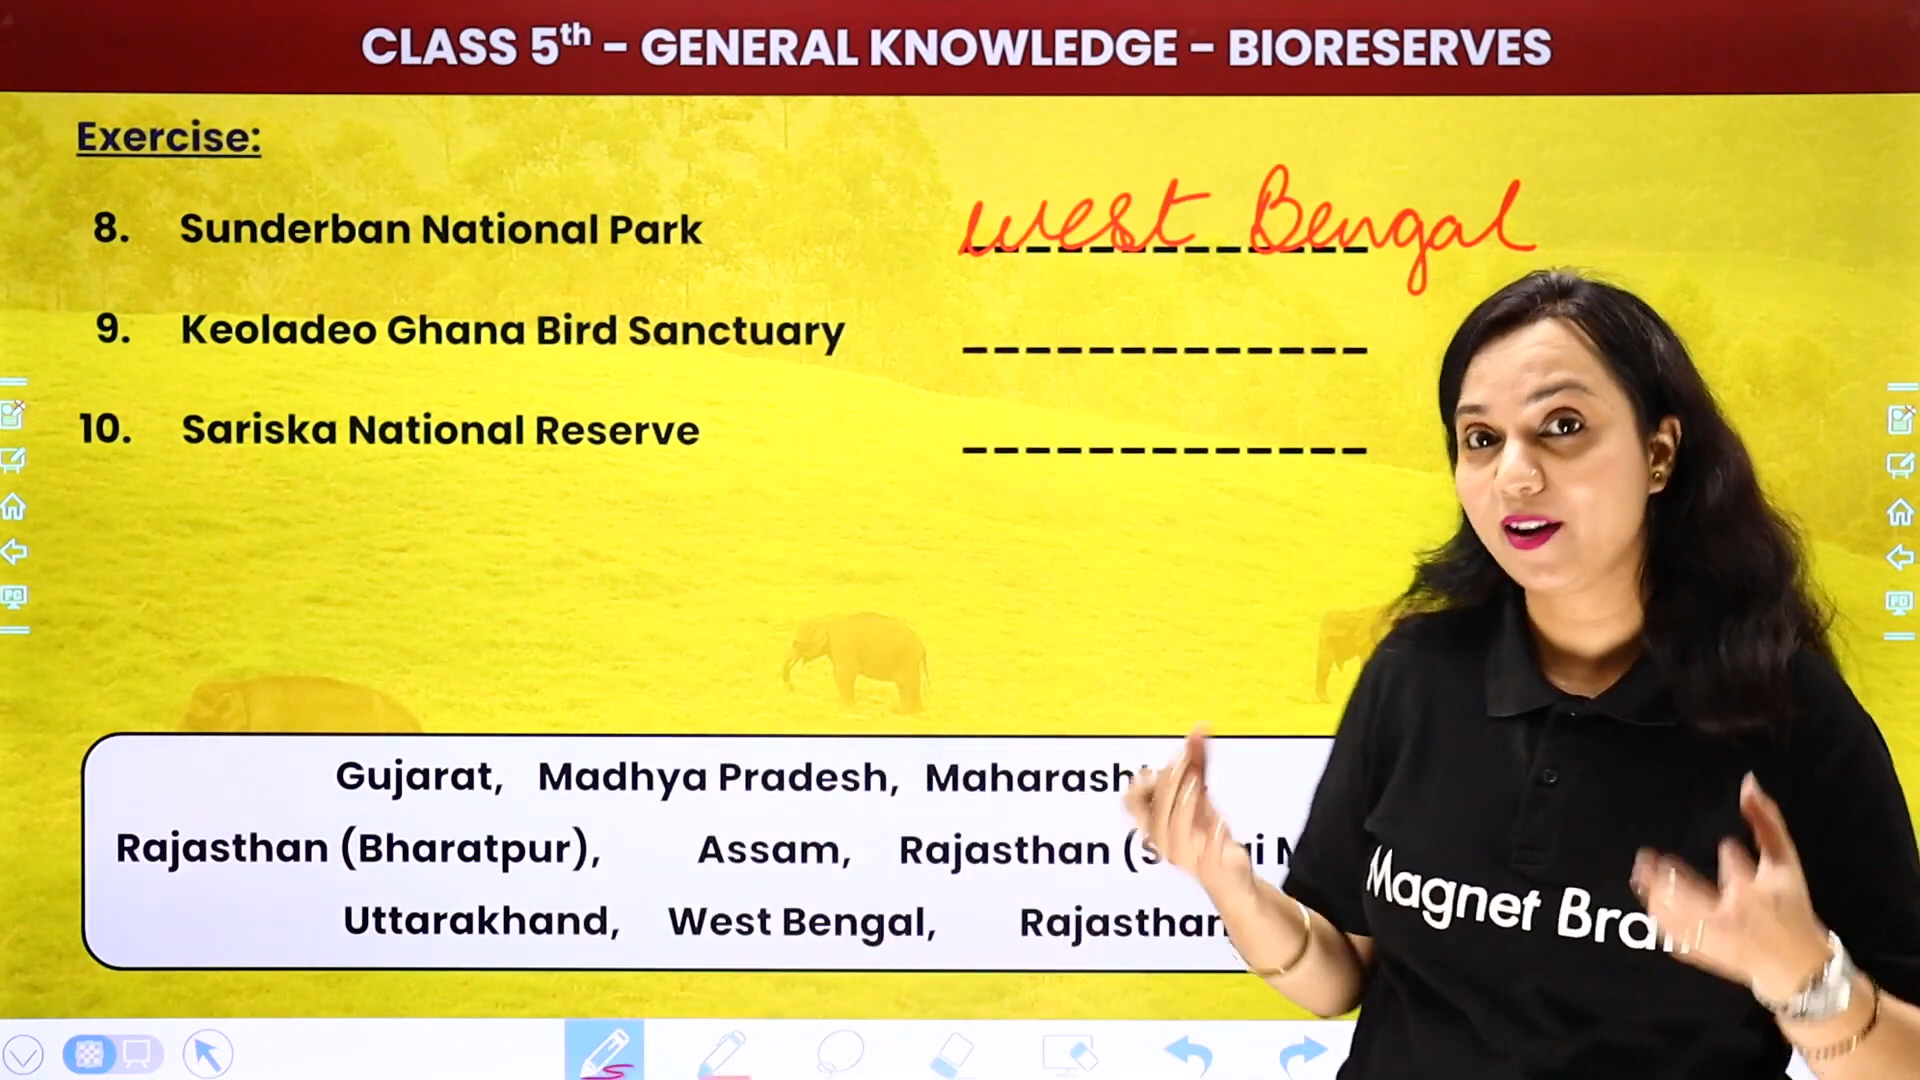 CLASS 5th - GENERAL KNOWLEDGE - BIORESERVES
Exercise:
8. Sunderban National Park West Bengal
9. Keoladeo Ghana Bird Sanctuary
10. Sariska National Reserve
Gujarat, Madhya Pradesh,
Rajasthan (Bharatpur), Assam, Rajasthan
Uttarakhand, West Bengal,
Magnet